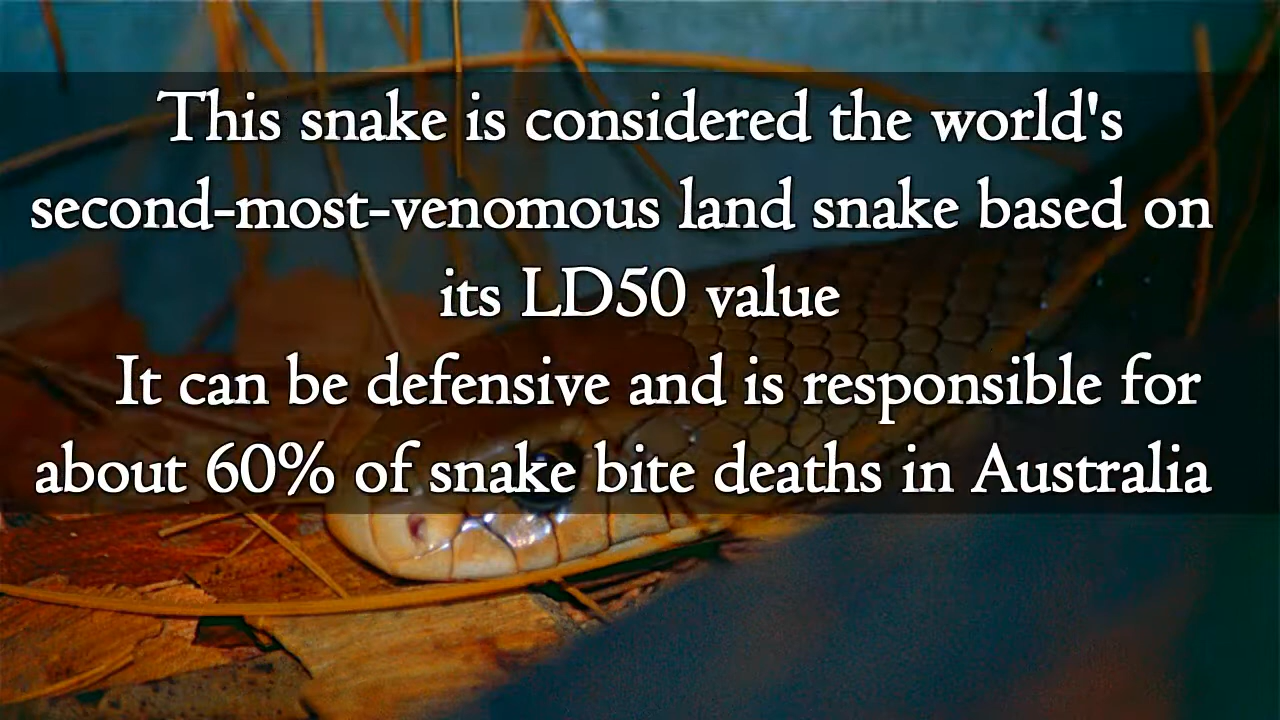 This snake is considered the world's
second-most-venomous land snake based on
its LD50 value
It can be defensive and is responsible for
about 60% of snake bite deaths in Australia